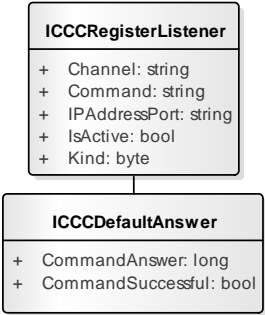 ICCCRegisterListener
+ Channel: string
+ Command: string
+ IPAddressPort: string
+ IsActive: bool
+ Kind: byte
ICCCDefaultAnswer
+ CommandAnswer: long
+ CommandSuccessful: bool